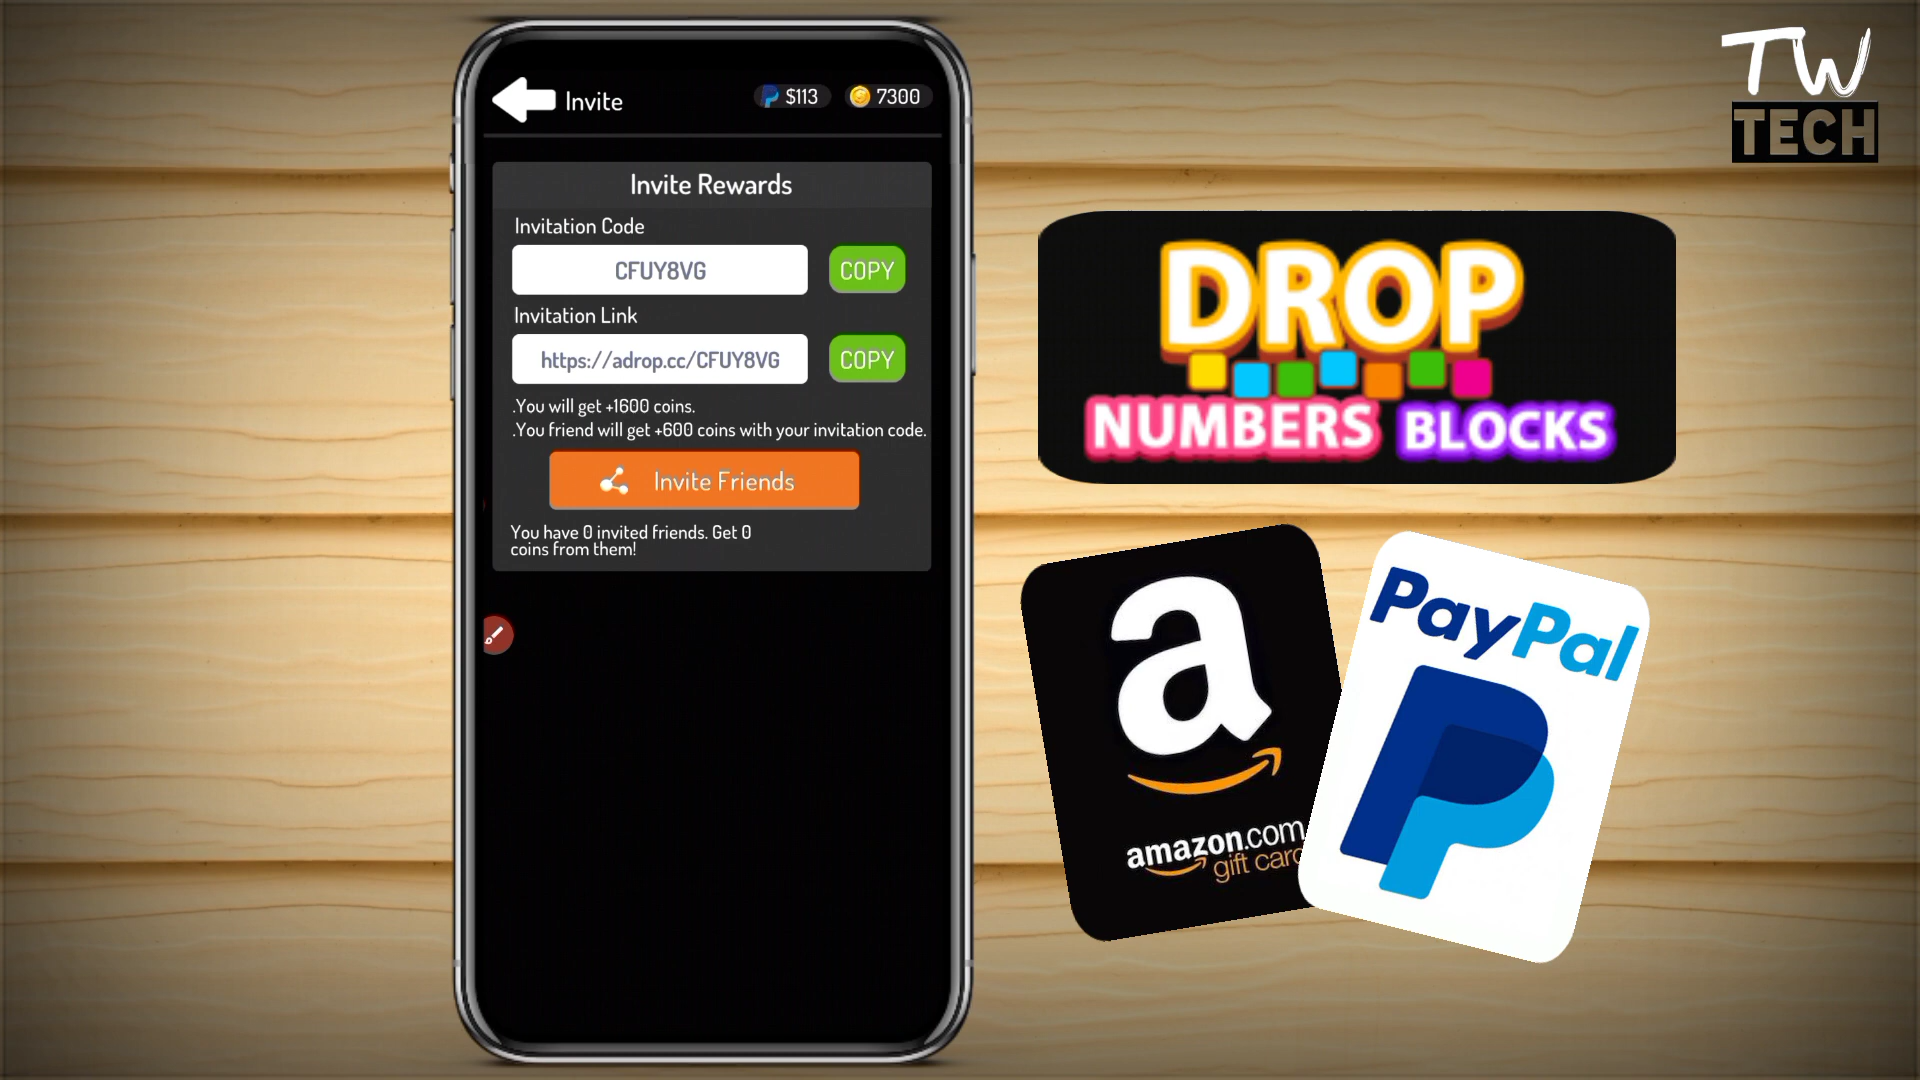 TW
TECH
Invite
$113
7300
Invite Rewards
Invitation Code
CFUY8VG
COPY
Invitation Link
https://adrop.cc/CFUY8VG
COPY
.You will get +1600 coins.
.You friend will get +600 coins with your invitation code.
Invite Friends
You have 0 invited friends. Get 0
coins from them!
DROP
NUMBERS BLOCKS
a
amazon.com
gift card
PayPal